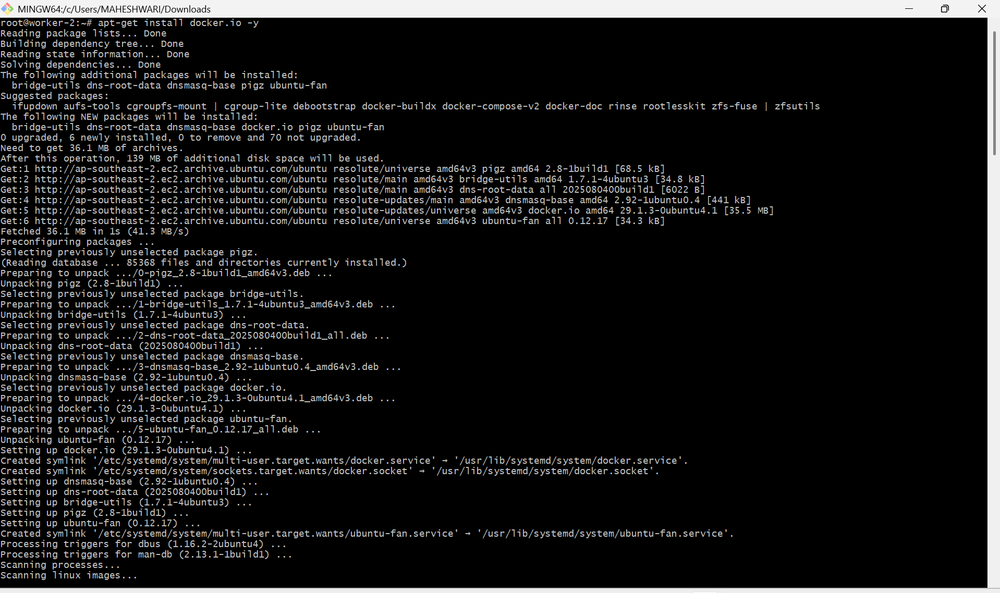 MINGW64:/c/Users/MAHESHWARI/Downloads
root@worker-2:~# apt-get install docker.io -y
Reading package lists... Done
Building dependency tree... Done
Reading state information... Done
Solving dependencies... Done
The following additional packages will be installed:
  bridge-utils dns-root-data dnsmasq-base pigz ubuntu-fan
Suggested packages:
  ifupdown aufs-tools cgroupfs-mount | cgroup-lite debootstrap docker-buildx docker-compose-v2 docker-doc rinse rootlesskit zfs-fuse | zfsutils
The following NEW packages will be installed:
  bridge-utils dns-root-data dnsmasq-base docker.io pigz ubuntu-fan
0 upgraded, 6 newly installed, 0 to remove and 70 not upgraded.
Need to get 36.1 MB of archives.
After this operation, 139 MB of additional disk space will be used.
Get:1 http://ap-southeast-2.ec2.archive.ubuntu.com/ubuntu resolute/universe amd64v3 pigz amd64 2.8-1build1 [68.5 kB]
Get:2 http://ap-southeast-2.ec2.archive.ubuntu.com/ubuntu resolute/main amd64v3 bridge-utils amd64 1.7.1-4ubuntu3 [34.8 kB]
Get:3 http://ap-southeast-2.ec2.archive.ubuntu.com/ubuntu resolute/main amd64v3 dns-root-data all 2025080400build1 [6022 B]
Get:4 http://ap-southeast-2.ec2.archive.ubuntu.com/ubuntu resolute-updates/main amd64v3 dnsmasq-base amd64 2.92-1ubuntu0.4 [441 kB]
Get:5 http://ap-southeast-2.ec2.archive.ubuntu.com/ubuntu resolute-updates/universe amd64v3 docker.io amd64 29.1.3-0ubuntu4.1 [35.5 MB]
Get:6 http://ap-southeast-2.ec2.archive.ubuntu.com/ubuntu resolute/universe amd64v3 ubuntu-fan all 0.12.17 [34.3 kB]
Fetched 36.1 MB in 1s (41.3 MB/s)
Preconfiguring packages ...
Selecting previously unselected package pigz.
(Reading database ... 85368 files and directories currently installed.)
Preparing to unpack .../0-pigz_2.8-1build1_amd64v3.deb ...
Unpacking pigz (2.8-1build1) ...
Selecting previously unselected package bridge-utils.
Preparing to unpack .../1-bridge-utils_1.7.1-4ubuntu3_amd64v3.deb ...
Unpacking bridge-utils (1.7.1-4ubuntu3) ...
Selecting previously unselected package dns-root-data.
Preparing to unpack .../2-dns-root-data_2025080400build1_all.deb ...
Unpacking dns-root-data (2025080400build1) ...
Selecting previously unselected package dnsmasq-base.
Preparing to unpack .../3-dnsmasq-base_2.92-1ubuntu0.4_amd64v3.deb ...
Unpacking dnsmasq-base (2.92-1ubuntu0.4) ...
Selecting previously unselected package docker.io.
Preparing to unpack .../4-docker.io_29.1.3-0ubuntu4.1_amd64v3.deb ...
Unpacking docker.io (29.1.3-0ubuntu4.1) ...
Selecting previously unselected package ubuntu-fan.
Preparing to unpack .../5-ubuntu-fan_0.12.17_all.deb ...
Unpacking ubuntu-fan (0.12.17) ...
Setting up docker.io (29.1.3-0ubuntu4.1) ...
Created symlink '/etc/systemd/system/multi-user.target.wants/docker.service' → '/usr/lib/systemd/system/docker.service'.
Created symlink '/etc/systemd/system/sockets.target.wants/docker.socket' → '/usr/lib/systemd/system/docker.socket'.
Setting up dnsmasq-base (2.92-1ubuntu0.4) ...
Setting up dns-root-data (2025080400build1) ...
Setting up bridge-utils (1.7.1-4ubuntu3) ...
Setting up pigz (2.8-1build1) ...
Setting up ubuntu-fan (0.12.17) ...
Created symlink '/etc/systemd/system/multi-user.target.wants/ubuntu-fan.service' → '/usr/lib/systemd/system/ubuntu-fan.service'.
Processing triggers for dbus (1.16.2-2ubuntu4) ...
Processing triggers for man-db (2.13.1-1build1) ...
Scanning processes...
Scanning linux images...